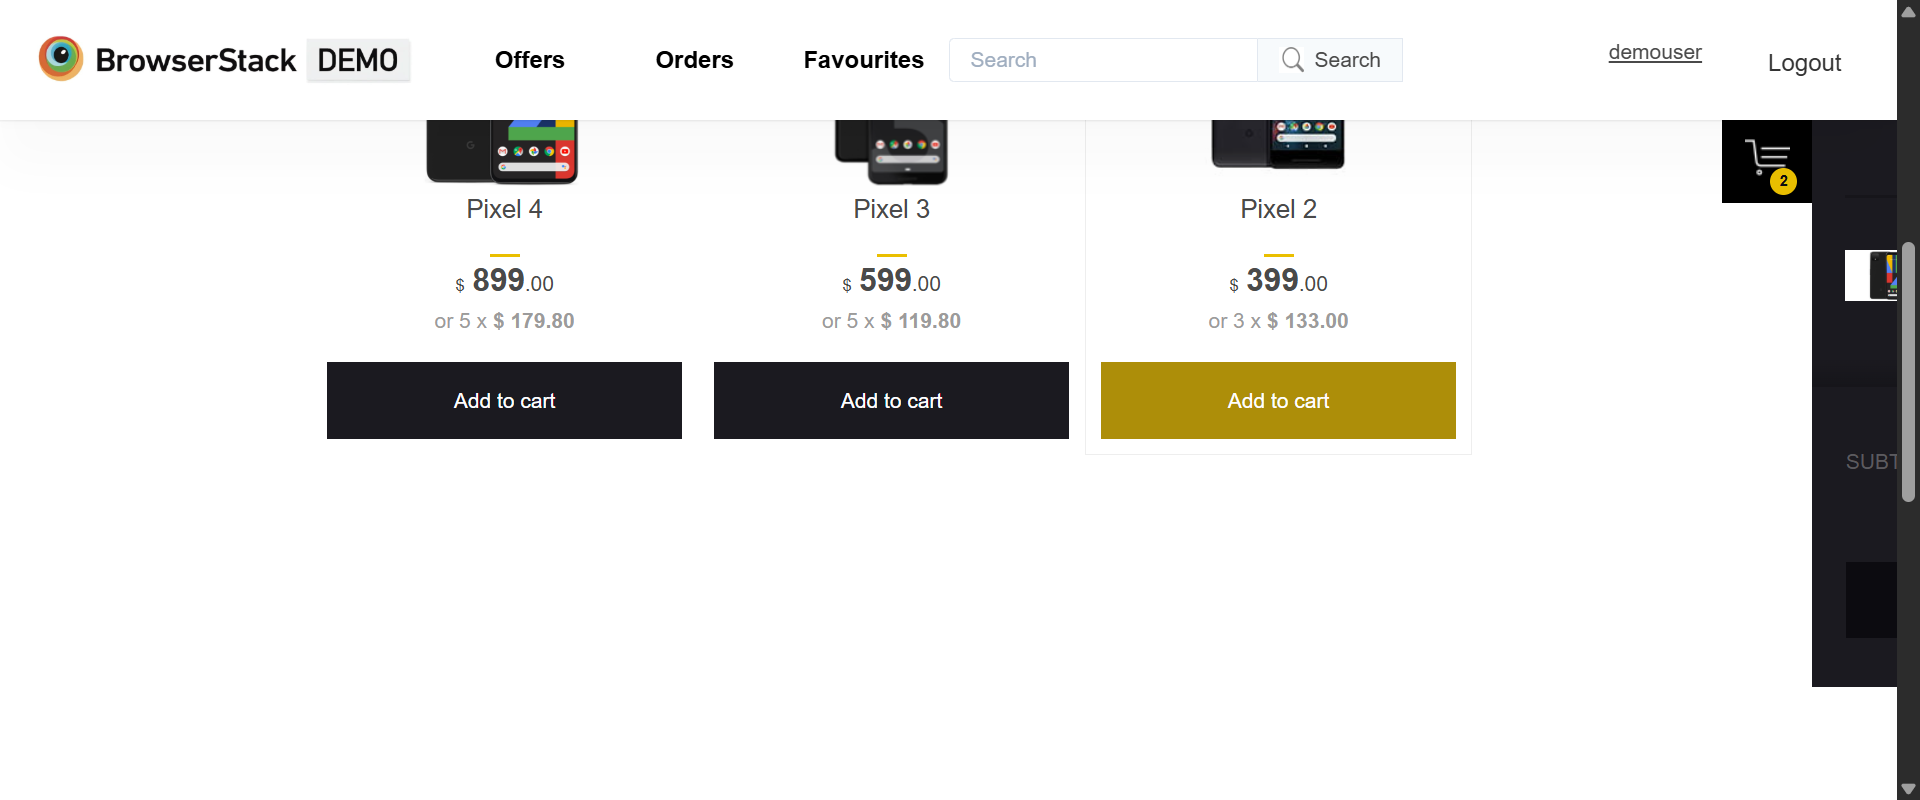 BrowserStack DEMO
Offers
Orders
Favourites
Search
Search
demouser
Logout
2
Pixel 4
$ 899.00
or 5 x $ 179.80
Add to cart
Pixel 3
$ 599.00
or 5 x $ 119.80
Add to cart
Pixel 2
$ 399.00
or 3 x $ 133.00
Add to cart
SUBT